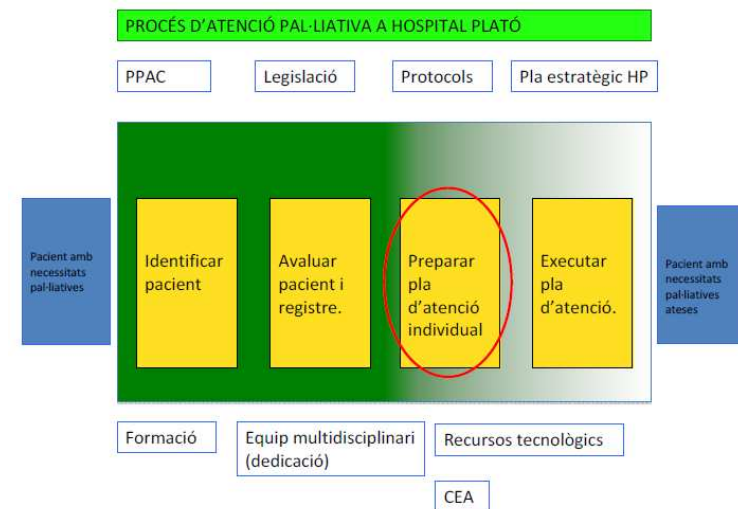 PROCÉS D'ATENCIÓ PAL·LIATIVA A HOSPITAL PLATÓ
PPAC
Legislació
Protocols
Pla estratègic HP
Pacient amb
necessitats
pal·liatives
Identificar
pacient
Avaluar
pacient i
registre.
Preparar
pla
d'atenció
individual
Executar
pla
d'atenció.
Pacient amb
necessitats
pal·liatives
ateses
Formació
Equip multidisciplinari
(dedicació)
Recursos tecnològics
CEA